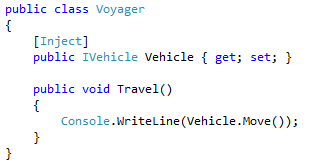 public class Voyager
{
    [Inject]
    public IVehicle Vehicle { get; set; }

    public void Travel()
    {
        Console.WriteLine(Vehicle.Move());
    }
}